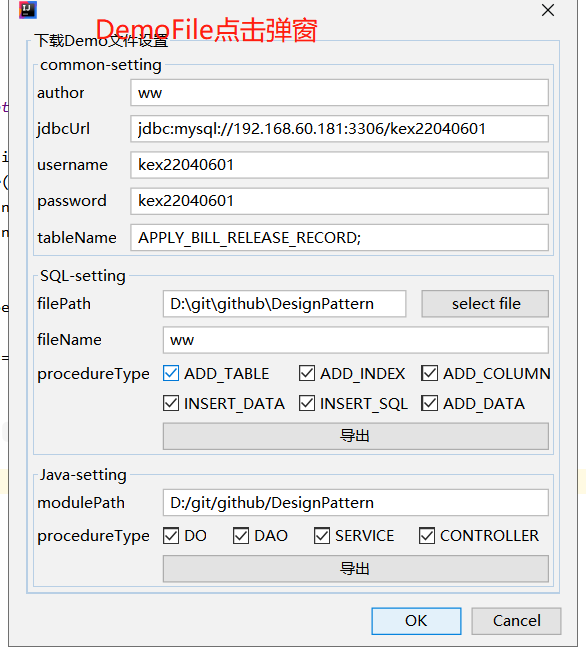 DemoFile点击弹窗
下载Demo文件设置
common-setting
author ww
jdbcUrl jdbc:mysql://192.168.60.181:3306/kex22040601
username kex22040601
password kex22040601
tableName APPLY_BILL_RELEASE_RECORD;
SQL-setting
filePath D:\git\github\DesignPattern select file
fileName ww
procedureType ADD_TABLE ADD_INDEX ADD_COLUMN
INSERT_DATA INSERT_SQL ADD_DATA
导出
Java-setting
modulePath D:/git/github/DesignPattern
procedureType DO DAO SERVICE CONTROLLER
导出
OK Cancel